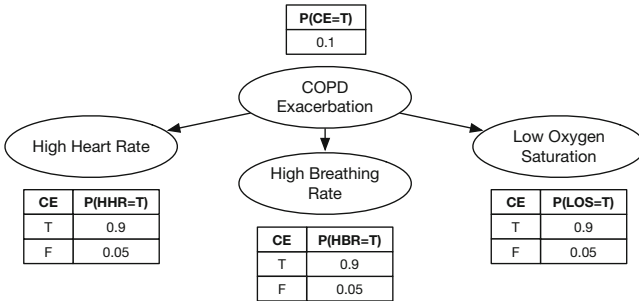 P(CE=T)
0.1
COPD
Exacerbation
High Heart Rate
High Breathing
Rate
Low Oxygen
Saturation
CE P(HHR=T)
T 0.9
F 0.05
CE P(HBR=T)
T 0.9
F 0.05
CE P(LOS=T)
T 0.9
F 0.05